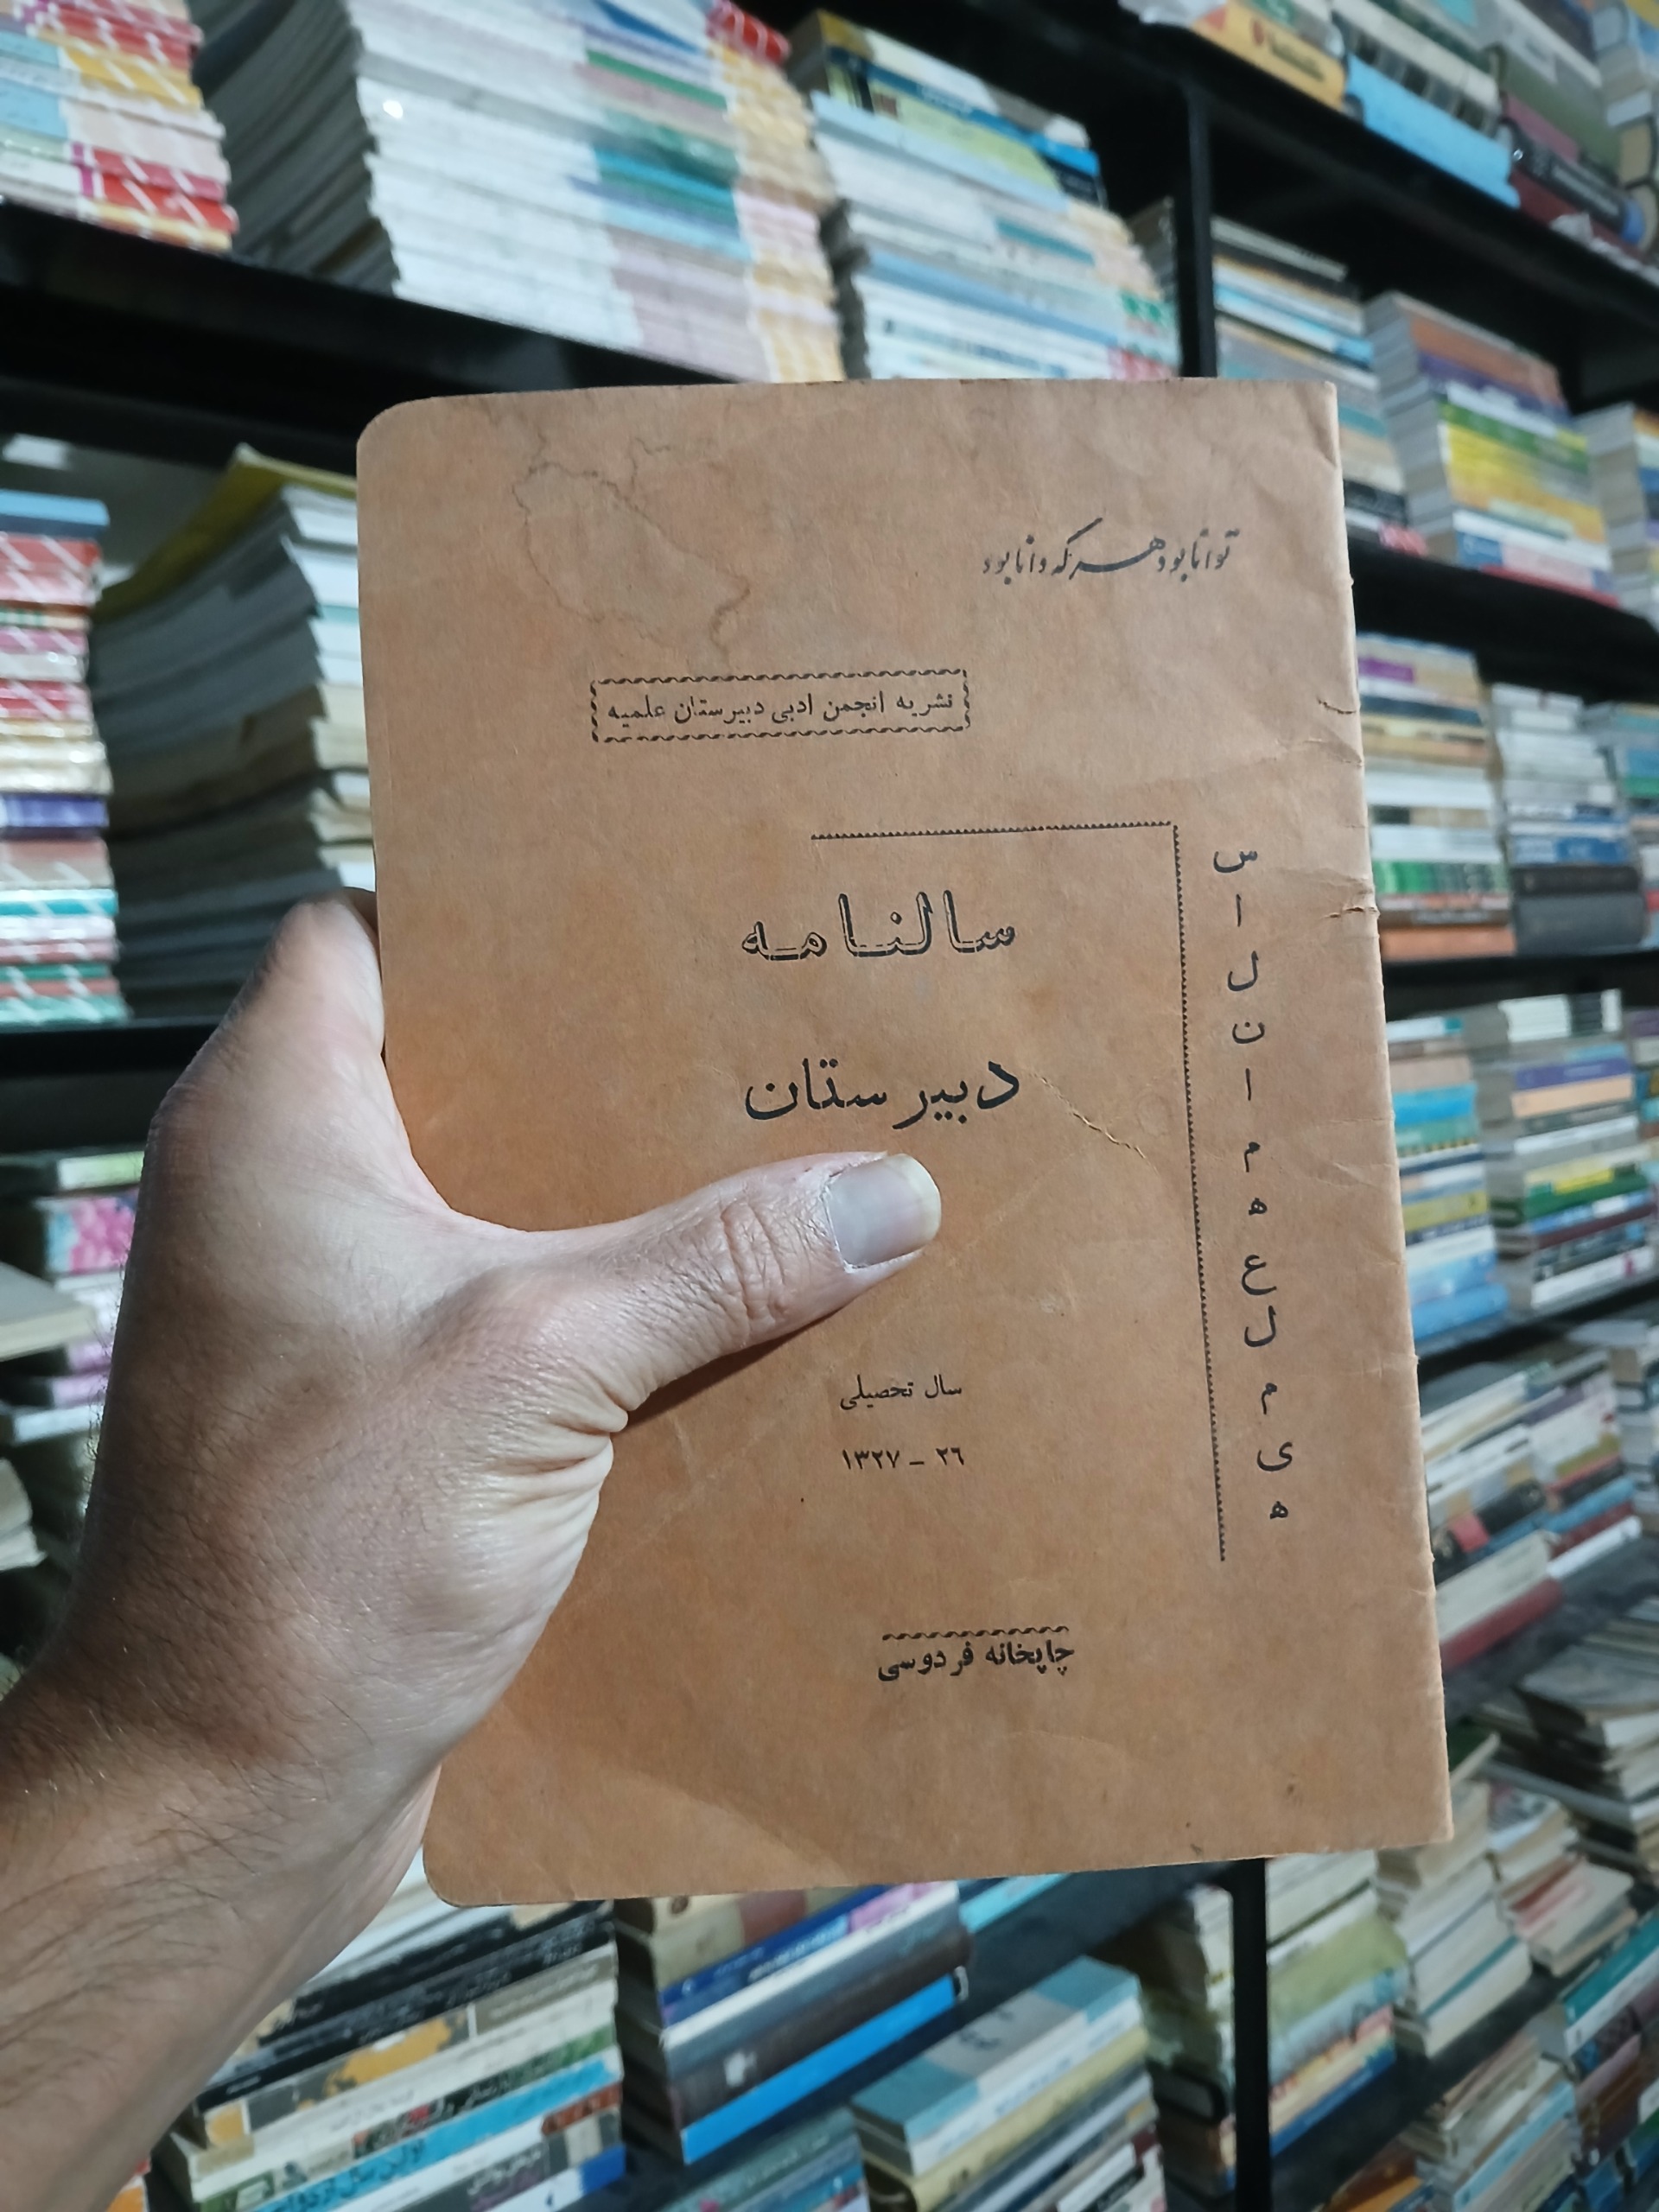 توانا بود هر که دانا بود
نشریه انجمن ادبی دبیرستان علمیه
سالنامه
دبیرستان
س
ا
ل
ن
ا
م
ه
ع
ل
م
ی
ه
سال تحصیلی
۲۶ – ۱۳۲۷
چاپخانه فردوسی